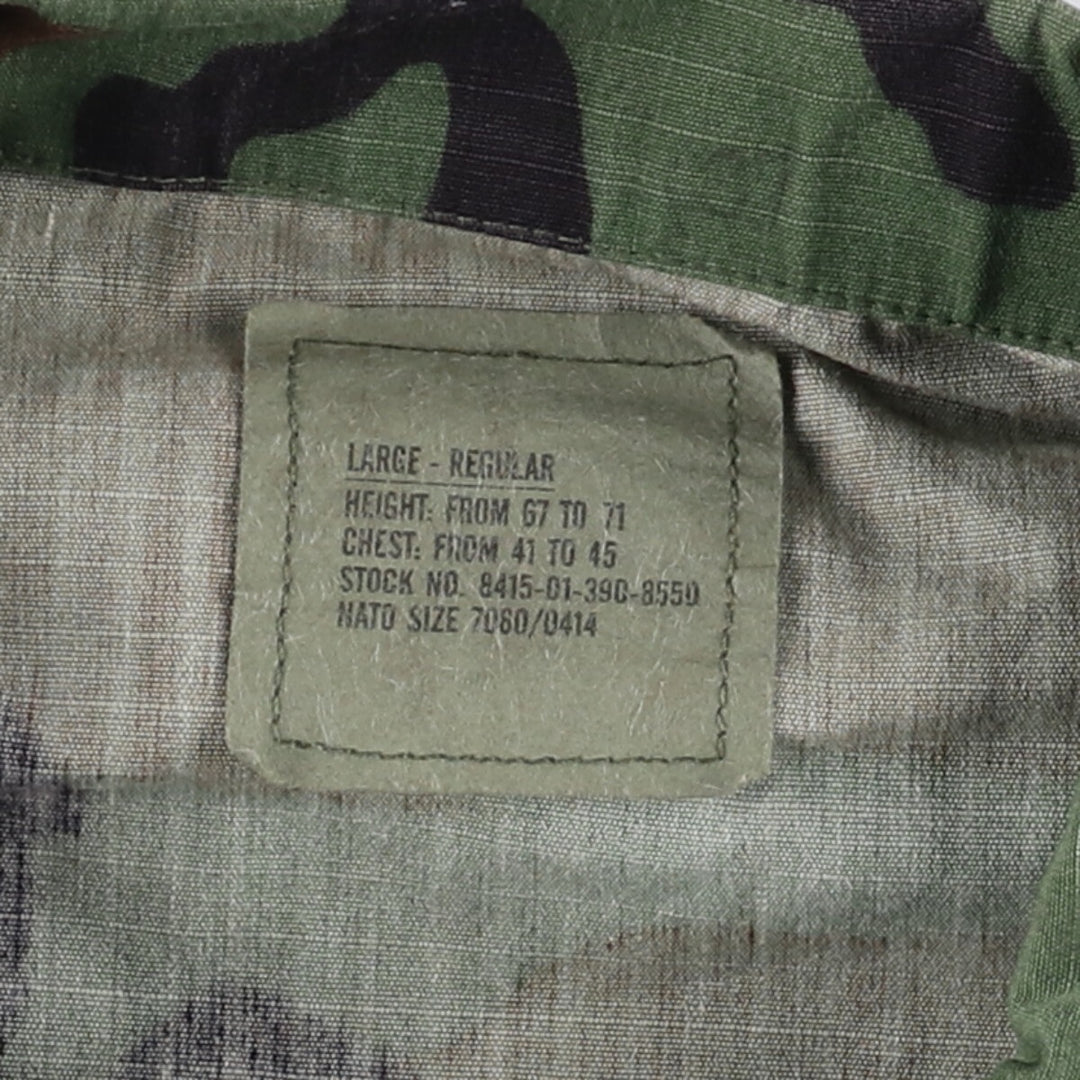 LARGE - REGULAR
HEIGHT: FROM 67 TO 71
CHEST: FROM 41 TO 45
STOCK NO. 8415-01-390-8550
NATO SIZE 7080/0414